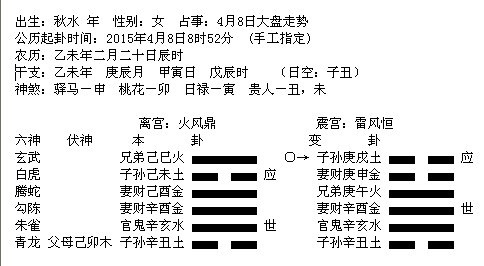 出生：秋水 年 性别：女 占事：4月8日大盘走势
公历起卦时间：2015年4月8日8时52分 (手工指定)
农历：乙未年二月二十日辰时
干支：乙未年 庚辰月 甲寅日 戊辰时 （日空：子丑）
神煞：驿马—申 桃花—卯 日禄—寅 贵人—丑，未
离宫：火风鼎 震宫：雷风恒
六神 伏神 本 卦 变 卦
玄武 兄弟己巳火 ○→ 子孙庚戌土 应
白虎 子孙己未土 应 妻财庚申金
螣蛇 妻财己酉金 兄弟庚午火
勾陈 妻财辛酉金 妻财辛酉金 世
朱雀 官鬼辛亥水 世 官鬼辛亥水
青龙 父母己卯木 子孙辛丑土 子孙辛丑土